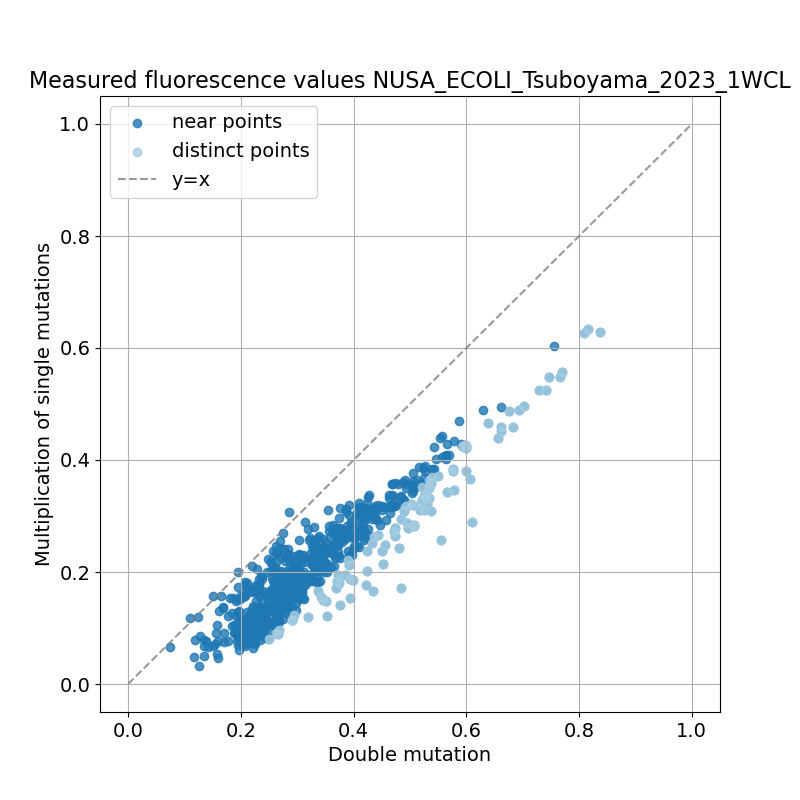 Measured fluorescence values NUSA_ECOLI_Tsuboyama_2023_1WCL
near points
distinct points
y=x
1.0
0.8
0.6
0.4
0.2
0.0
Multiplication of single mutations
0.0 0.2 0.4 0.6 0.8 1.0
Double mutation